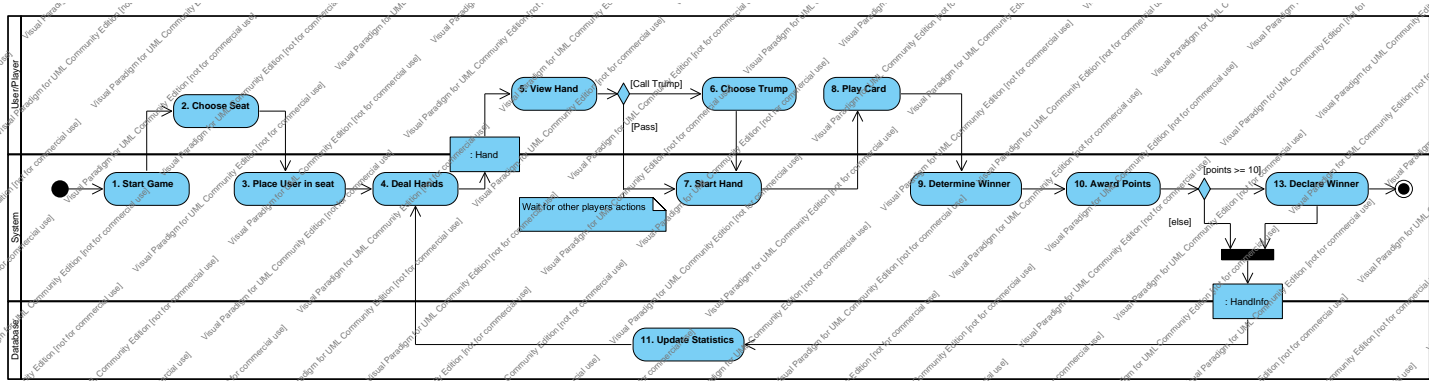 User/Player
2. Choose Seat
5. View Hand
[Call Trump]
6. Choose Trump
8. Play Card
[Pass]
: Hand
System
1. Start Game
3. Place User in seat
4. Deal Hands
7. Start Hand
Wait for other players actions
9. Determine Winner
10. Award Points
[points >= 10]
13. Declare Winner
[else]
Database
: HandInfo
11. Update Statistics
Visual Paradigm for UML Community Edition [not for commercial use]